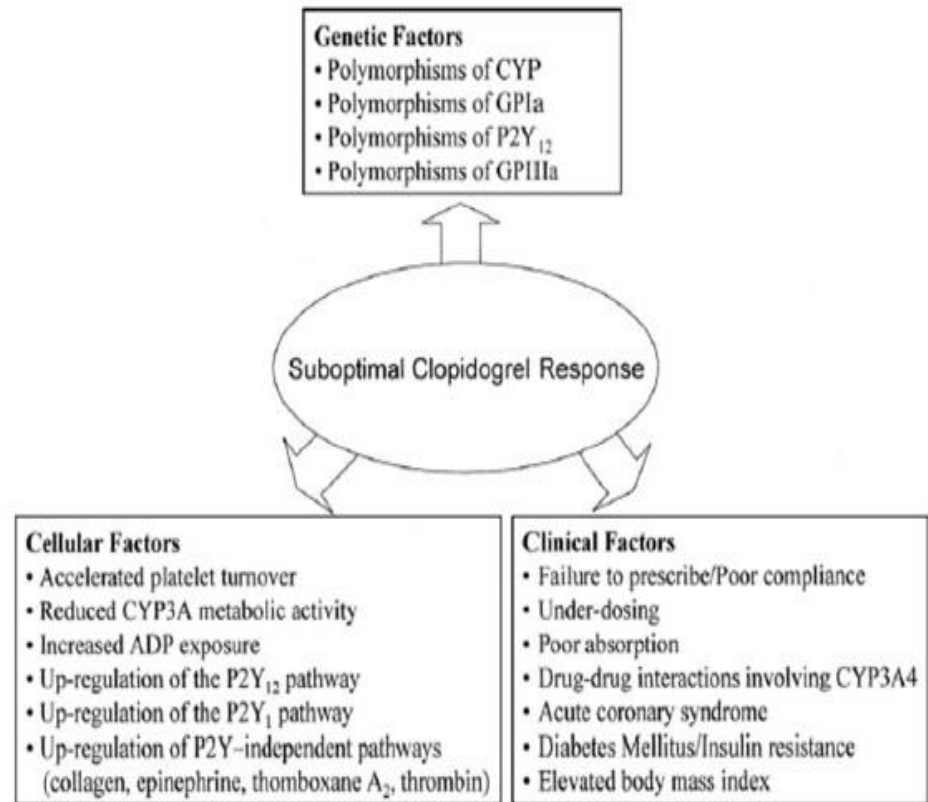 Genetic Factors
• Polymorphisms of CYP
• Polymorphisms of GPIa
• Polymorphisms of P2Y₁₂
• Polymorphisms of GPIIIa
Suboptimal Clopidogrel Response
Cellular Factors
• Accelerated platelet turnover
• Reduced CYP3A metabolic activity
• Increased ADP exposure
• Up-regulation of the P2Y₁₂ pathway
• Up-regulation of the P2Y₁ pathway
• Up-regulation of P2Y–independent pathways
(collagen, epinephrine, thomboxane A₂, thrombin)
Clinical Factors
• Failure to prescribe/Poor compliance
• Under-dosing
• Poor absorption
• Drug-drug interactions involving CYP3A4
• Acute coronary syndrome
• Diabetes Mellitus/Insulin resistance
• Elevated body mass index